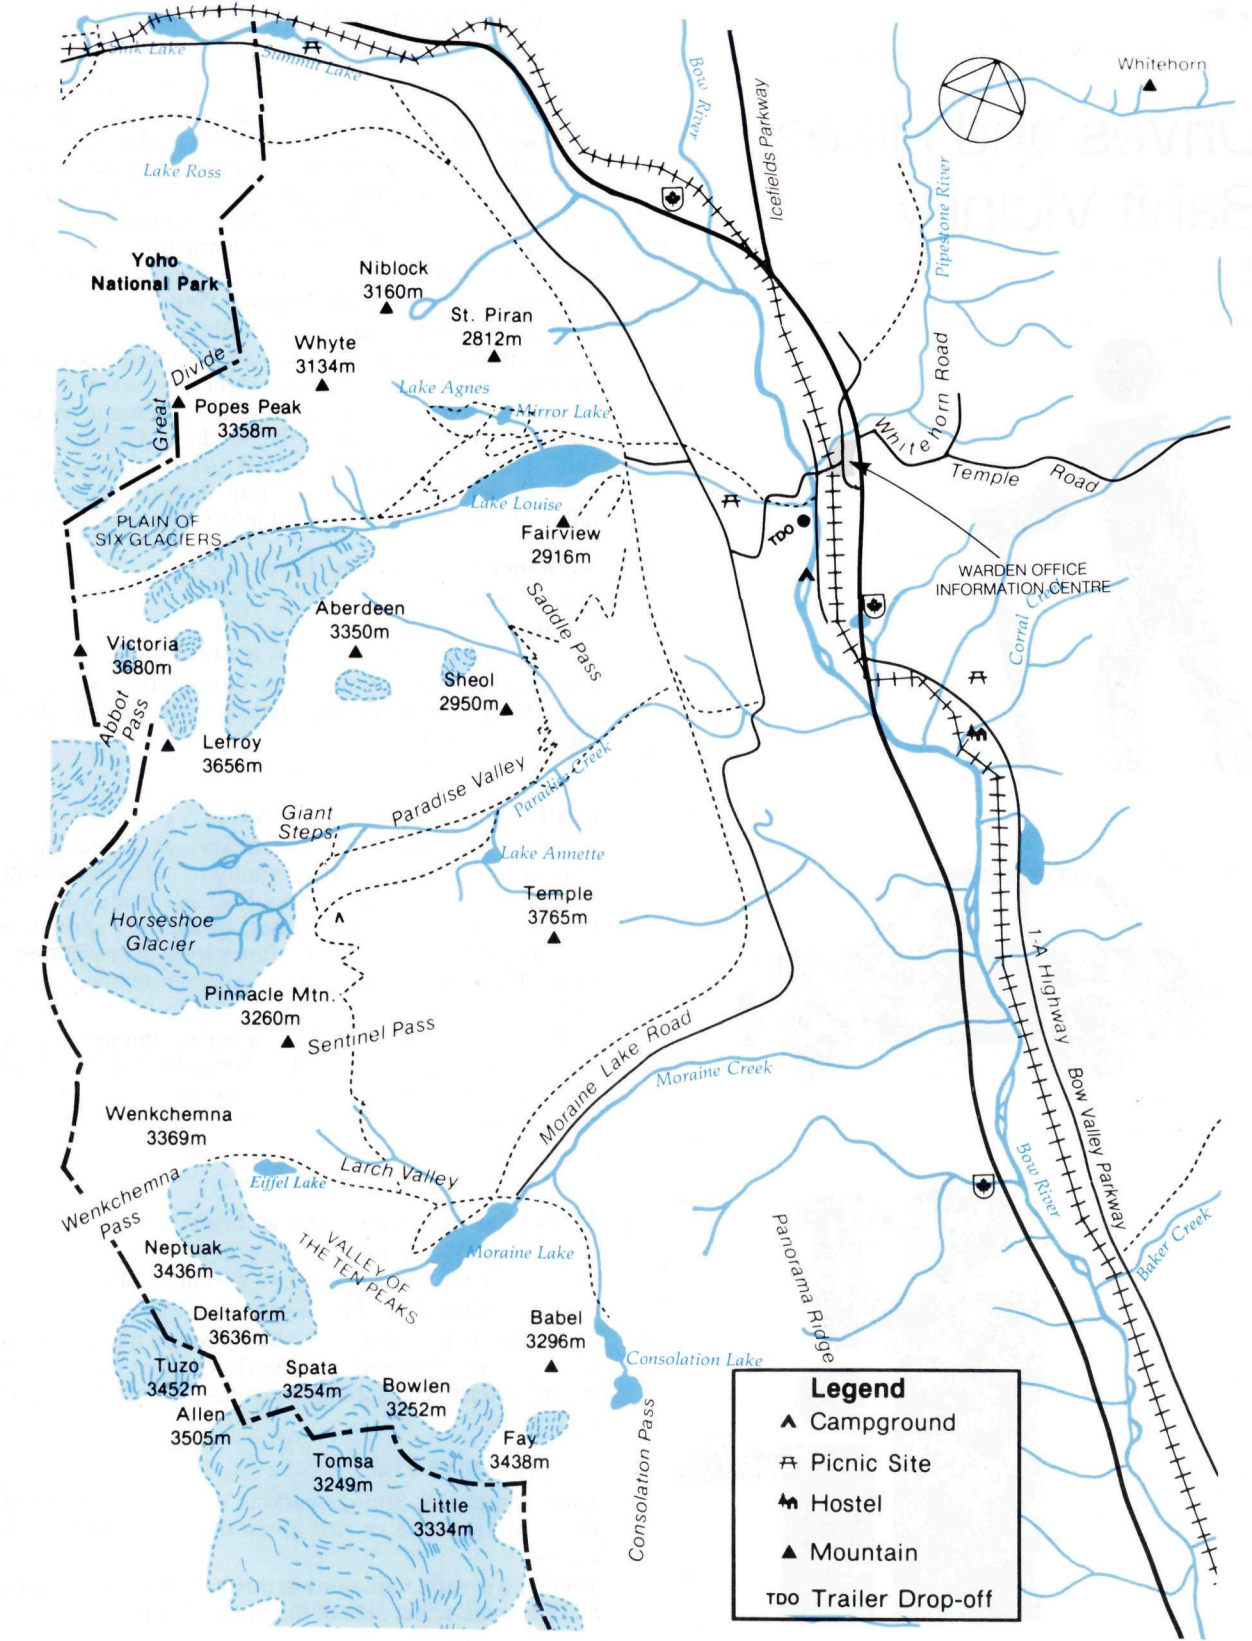 Sink Lake
Summit Lake
Lake Ross
Bow River
Icefields Parkway
Whitehorn
Pipestone River
Yoho
National Park
Niblock
3160m
St. Piran
2812m
Whyte
3134m
Great Divide
Popes Peak
3358m
Lake Agnes
Mirror Lake
Whitehorn Road
Temple Road
Lake Louise
PLAIN OF
SIX GLACIERS
Fairview
2916m
TDO
WARDEN OFFICE
INFORMATION CENTRE
Corral Creek
Aberdeen
3350m
Saddle Pass
Victoria
3680m
Sheol
2950m
Abbot
Pass
Lefroy
3656m
Paradise Valley
Paradise Creek
Giant
Steps
Lake Annette
Temple
3765m
Horseshoe
Glacier
Pinnacle Mtn.
3260m
Sentinel Pass
1-A Highway
Bow Valley Parkway
Moraine Lake Road
Moraine Creek
Wenkchemna
3369m
Larch Valley
Eiffel Lake
Wenkchemna
Pass
Bow River
Baker Creek
Neptuak
3436m
VALLEY OF
THE TEN PEAKS
Moraine Lake
Panorama Ridge
Deltaform
3636m
Babel
3296m
Consolation Lake
Tuzo
3452m
Spata
3254m
Bowlen
3252m
Allen
3505m
Fay
3438m
Tomsa
3249m
Little
3334m
Consolation Pass
Legend
Campground
Picnic Site
Hostel
Mountain
TDO Trailer Drop-off